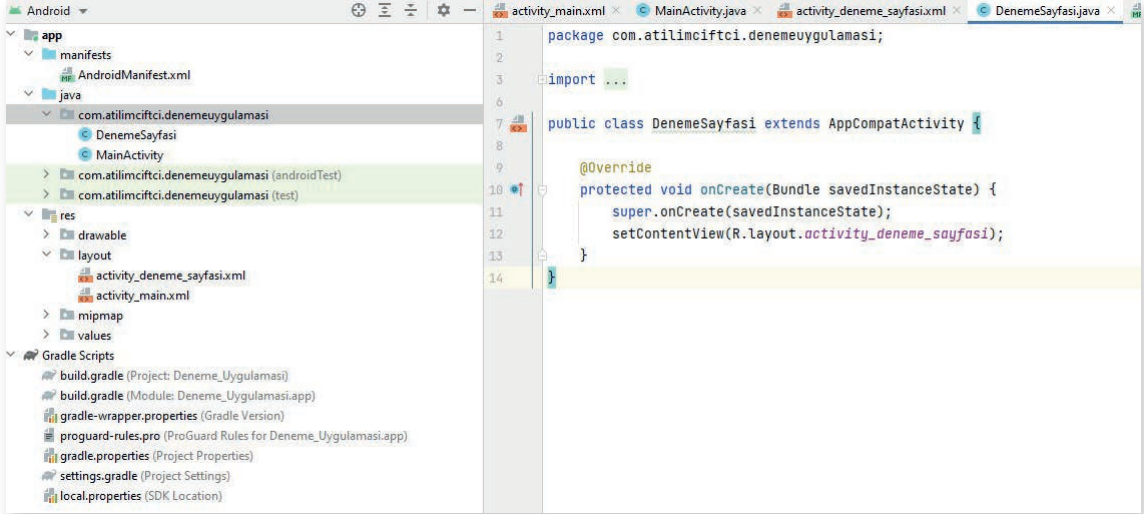 Android
app
manifests
AndroidManifest.xml
java
com.atilimciftci.denemeuygulamasi
DenemeSayfasi
MainActivity
com.atilimciftci.denemeuygulamasi (androidTest)
com.atilimciftci.denemeuygulamasi (test)
res
drawable
layout
activity_deneme_sayfasi.xml
activity_main.xml
mipmap
values
Gradle Scripts
build.gradle (Project: Deneme_Uygulamasi)
build.gradle (Module: Deneme_Uygulamasi.app)
gradle-wrapper.properties (Gradle Version)
proguard-rules.pro (ProGuard Rules for Deneme_Uygulamasi.app)
gradle.properties (Project Properties)
settings.gradle (Project Settings)
local.properties (SDK Location)
activity_main.xml MainActivity.java activity_deneme_sayfasi.xml DenemeSayfasi.java
1 package com.atilimciftci.denemeuygulamasi;
2
3 import ...
6
7 public class DenemeSayfasi extends AppCompatActivity {
8
9 @Override
10 protected void onCreate(Bundle savedInstanceState) {
11 super.onCreate(savedInstanceState);
12 setContentView(R.layout.activity_deneme_sayfasi);
13 }
14 }